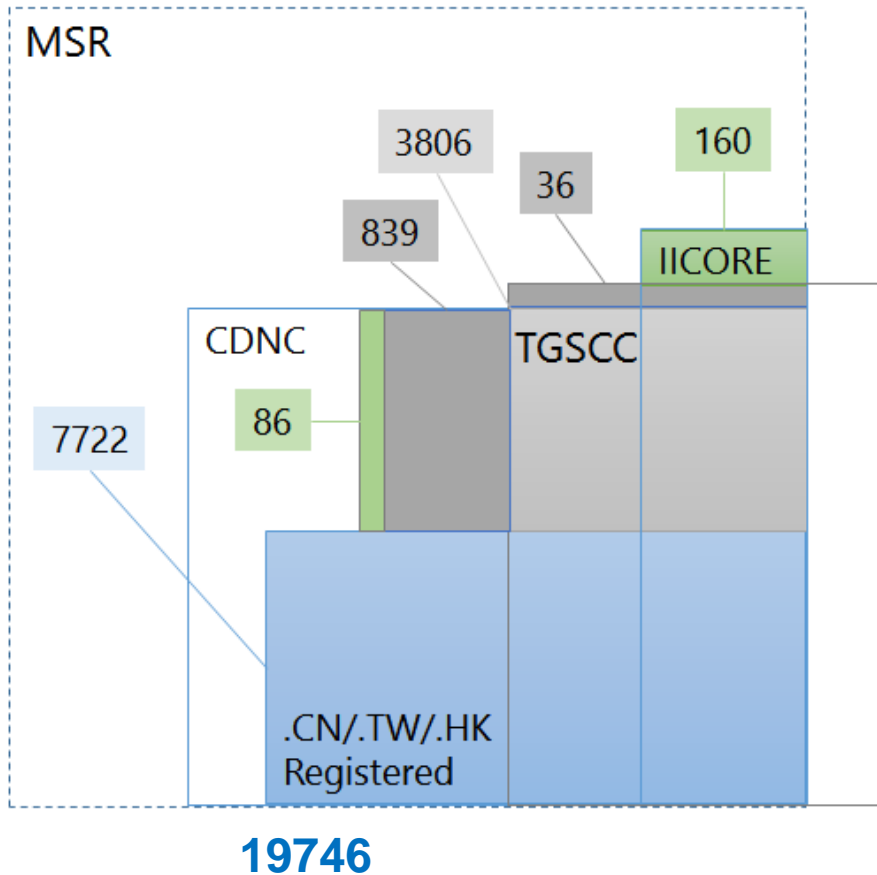 MSR
3806
160
36
839
IICORE
CDNC
TGSCC
86
7722
.CN/.TW/.HK
Registered
19746